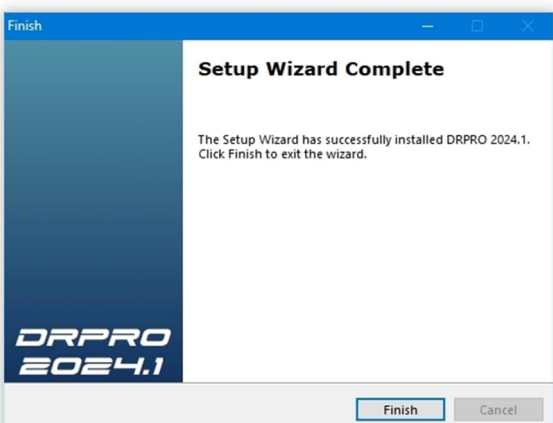 Finish
Setup Wizard Complete
The Setup Wizard has successfully installed DRPRO 2024.1.
Click Finish to exit the wizard.
DRPRO
2024.1
Finish
Cancel